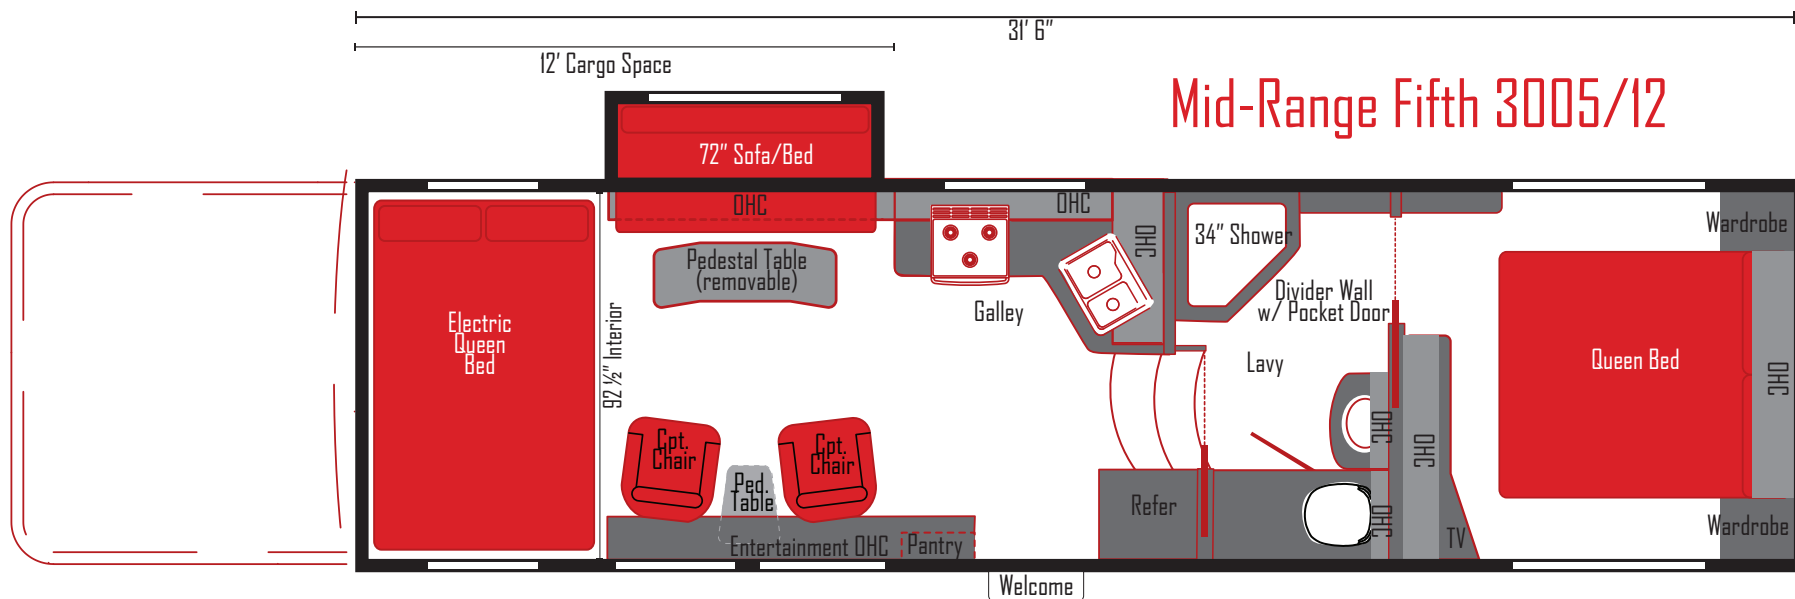 31' 6"
12' Cargo Space
Mid-Range Fifth 3005/12
72" Sofa/Bed
OHC
OHC
OHC
34" Shower
Wardrobe
Pedestal Table
(removable)
Galley
Divider Wall
w/ Pocket Door
Electric
Queen
Bed
92 ½" Interior
Lavy
Queen Bed
OHC
Cpt.
Chair
Cpt.
Chair
OHC
OHC
Ped.
Table
Refer
OHC
TV
Wardrobe
Entertainment OHC
Pantry
Welcome